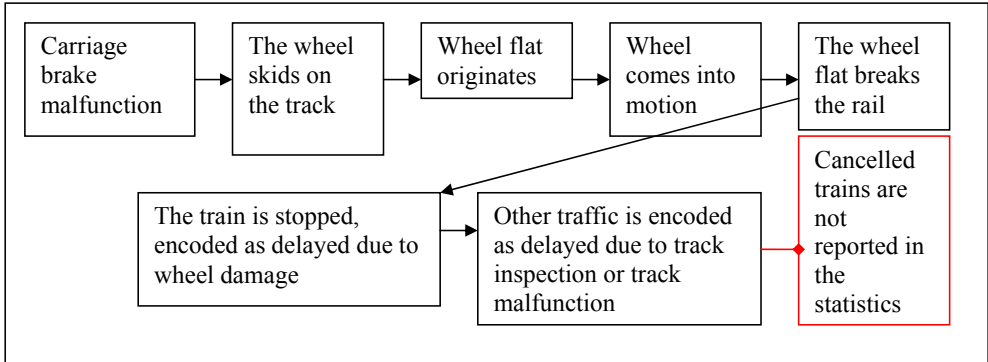 Carriage
brake
malfunction
The wheel
skids on
the track
Wheel flat
originates
Wheel
comes into
motion
The wheel
flat breaks
the rail
The train is stopped,
encoded as delayed due to
wheel damage
Other traffic is encoded
as delayed due to track
inspection or track
malfunction
Cancelled
trains are
not
reported in
the
statistics